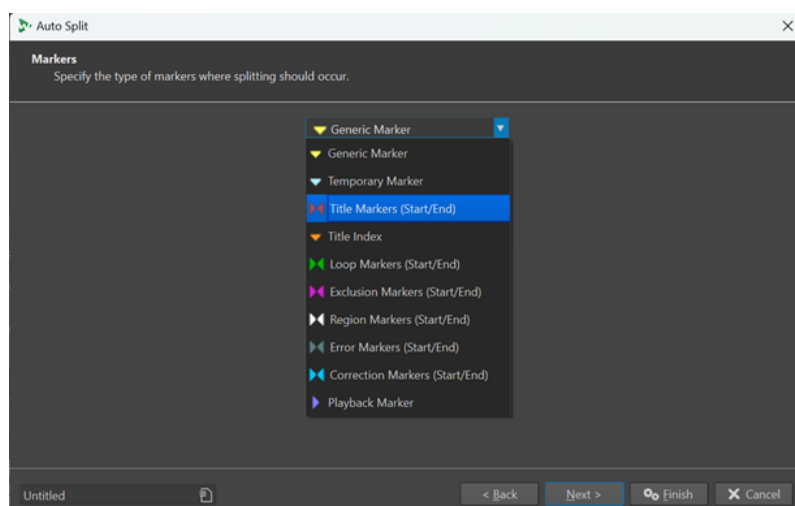 Auto Split
Markers
Specify the type of markers where splitting should occur.
Generic Marker
Generic Marker
Temporary Marker
Title Markers (Start/End)
Title Index
Loop Markers (Start/End)
Exclusion Markers (Start/End)
Region Markers (Start/End)
Error Markers (Start/End)
Correction Markers (Start/End)
Playback Marker
Untitled
< Back
Next >
Finish
Cancel